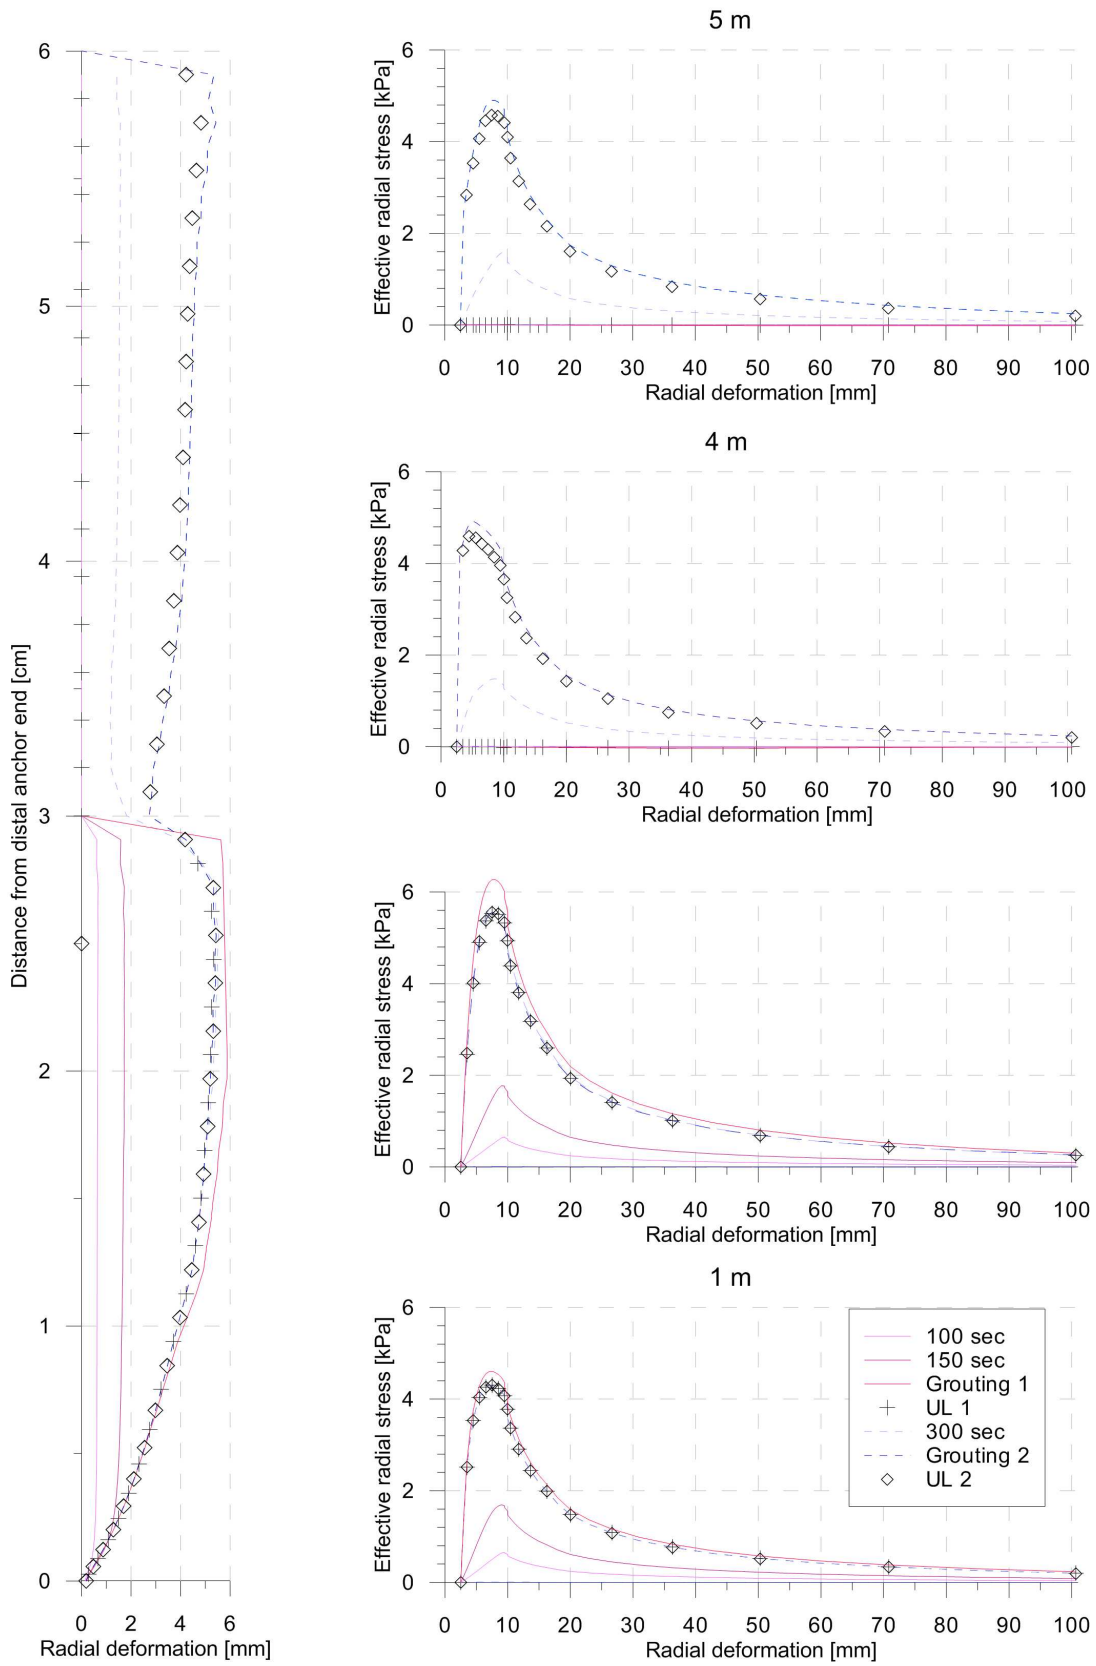 Distance from distal anchor end [cm]
6
5
4
3
2
1
0
0 2 4 6
Radial deformation [mm]
5 m
Effective radial stress [kPa]
6
4
2
0
0 10 20 30 40 50 60 70 80 90 100
Radial deformation [mm]
4 m
Effective radial stress [kPa]
6
4
2
0
0 10 20 30 40 50 60 70 80 90 100
Radial deformation [mm]
Effective radial stress [kPa]
6
4
2
0
0 10 20 30 40 50 60 70 80 90 100
Radial deformation [mm]
1 m
Effective radial stress [kPa]
6
4
2
0
0 10 20 30 40 50 60 70 80 90 100
Radial deformation [mm]
100 sec
150 sec
Grouting 1
UL 1
300 sec
Grouting 2
UL 2